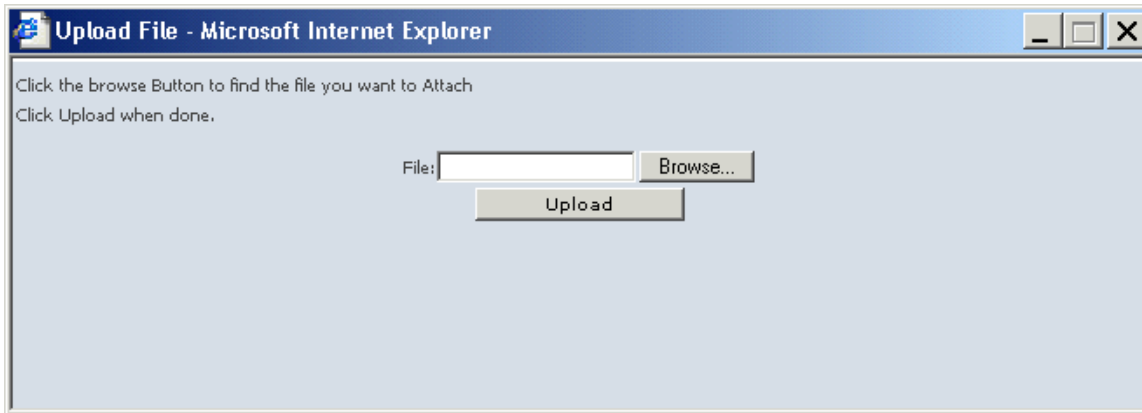 Upload File - Microsoft Internet Explorer
Click the browse Button to find the file you want to Attach
Click Upload when done.
File: Browse...
Upload